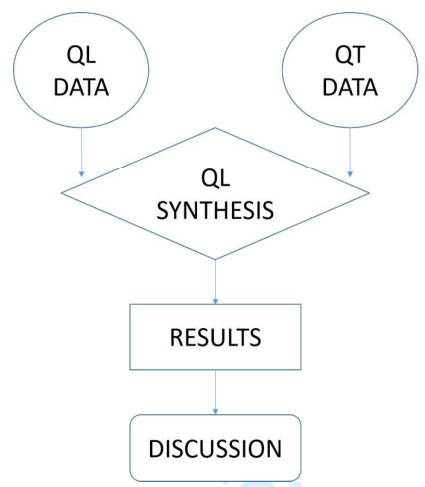 QL
DATA
QT
DATA
QL
SYNTHESIS
RESULTS
DISCUSSION